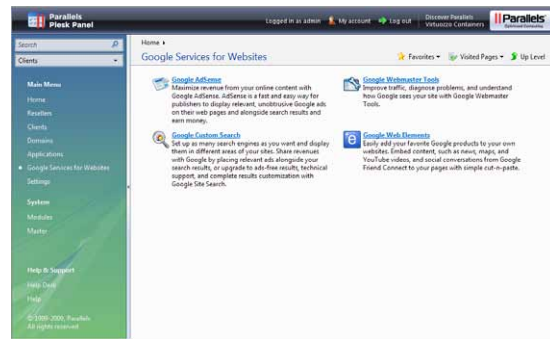 Parallels
Plesk Panel
Logged in as admin
My account
Log out
Discover Parallels
Virtuozzo Containers
Parallels
Optimized Computing
Search
Clients
Main Menu
Home
Resellers
Clients
Domains
Applications
Google Services for Websites
Settings
System
Modules
Master
Help & Support
Help Desk
Help
© 1999-2009, Parallels
All rights reserved
Home
Google Services for Websites
Favorites
Visited Pages
Up Level
Google AdSense
Maximize revenue from your online content with
Google AdSense. AdSense is a fast and easy way for
publishers to display relevant, unobtrusive Google ads
on their web pages and alongside search results and
earn money.
Google Webmaster Tools
Improve traffic, diagnose problems, and understand
how Google sees your site with Google Webmaster
Tools.
Google Custom Search
Set up as many search engines as you want and display
them in different areas of your sites. Share revenues
with Google by placing relevant ads alongside your
search results, or upgrade to ad-free results, technical
support, and complete results customization with
Google Site Search.
Google Web Elements
Easily add your favorite Google products to your own
websites. Embed content, such as news, maps, and
YouTube videos, and social conversations from Google
Friend Connect to your pages with simple cut-n-paste.